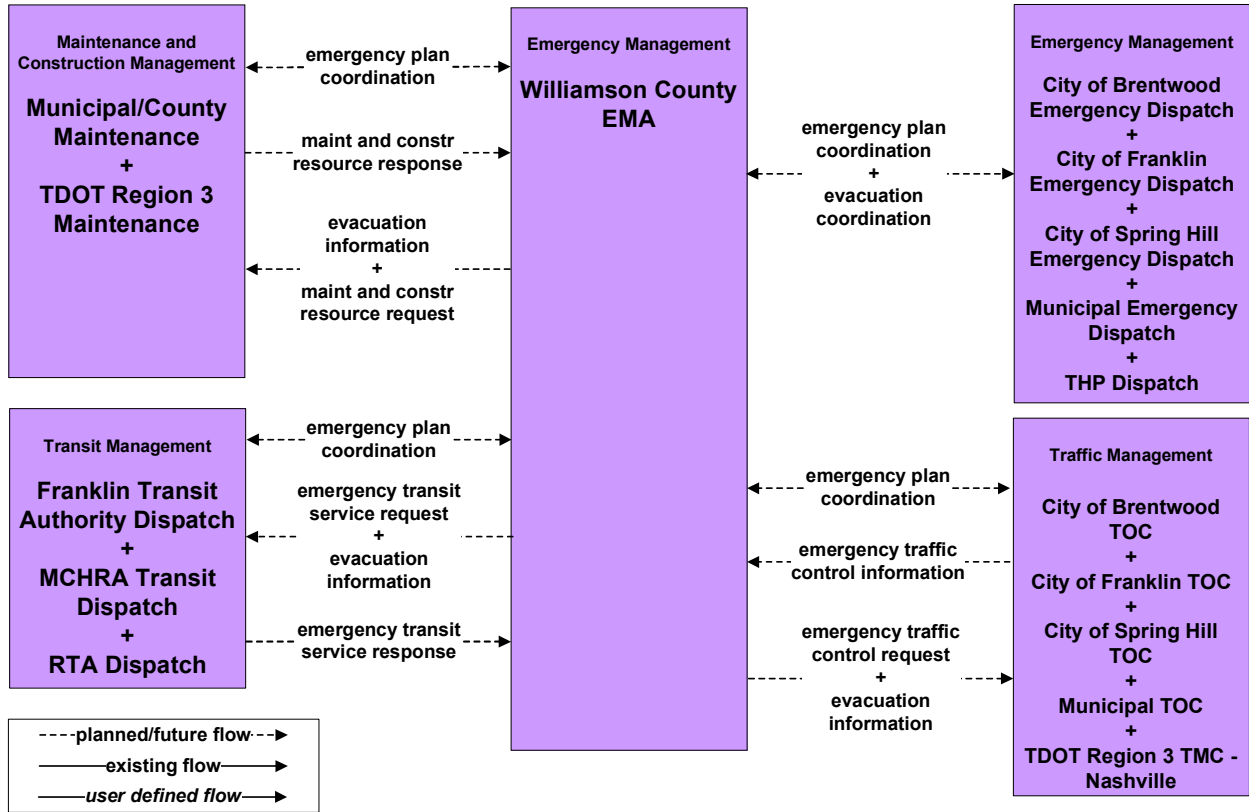 Maintenance and
Construction Management
Municipal/County
Maintenance
+
TDOT Region 3
Maintenance
emergency plan
coordination
maint and constr
resource response
evacuation
information
+
maint and constr
resource request
Emergency Management
Williamson County
EMA
emergency plan
coordination
+
evacuation
coordination
Emergency Management
City of Brentwood
Emergency Dispatch
+
City of Franklin
Emergency Dispatch
+
City of Spring Hill
Emergency Dispatch
+
Municipal Emergency
Dispatch
+
THP Dispatch
Transit Management
Franklin Transit
Authority Dispatch
+
MCHRA Transit
Dispatch
+
RTA Dispatch
emergency plan
coordination
emergency transit
service request
+
evacuation
information
emergency transit
service response
emergency plan
coordination
emergency traffic
control information
emergency traffic
control request
+
evacuation
information
Traffic Management
City of Brentwood
TOC
+
City of Franklin TOC
+
City of Spring Hill
TOC
+
Municipal TOC
+
TDOT Region 3 TMC -
Nashville
planned/future flow
existing flow
user defined flow